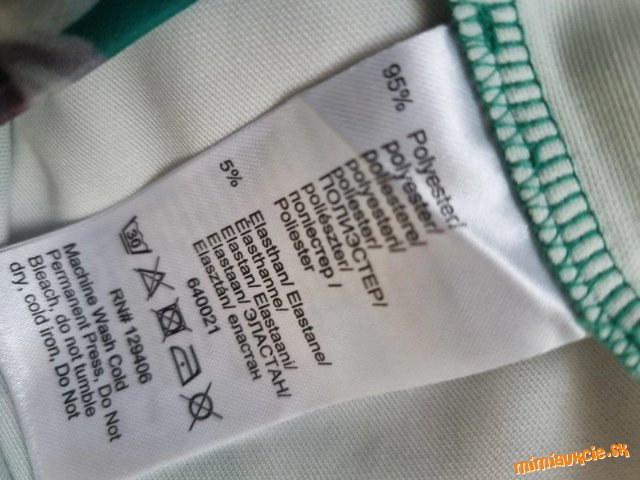 95% Polyester/
polyester/
poliestere/
polyesteri/
poliester/
ПОЛИЭСТЕР/
poliészter/
полиестер/
Poliester
5% Elasthan/ Elastane/
Elasthanne/
Elastan/ Elastaani/
Elastaan/ ЭЛАСТАН/
Elasztán/ еластан
640021
30
RN# 129406
Machine Wash Cold
Permanent Press, Do Not
Bleach, do not tumble
dry, cold iron, Do Not
mimiaukcie.sk